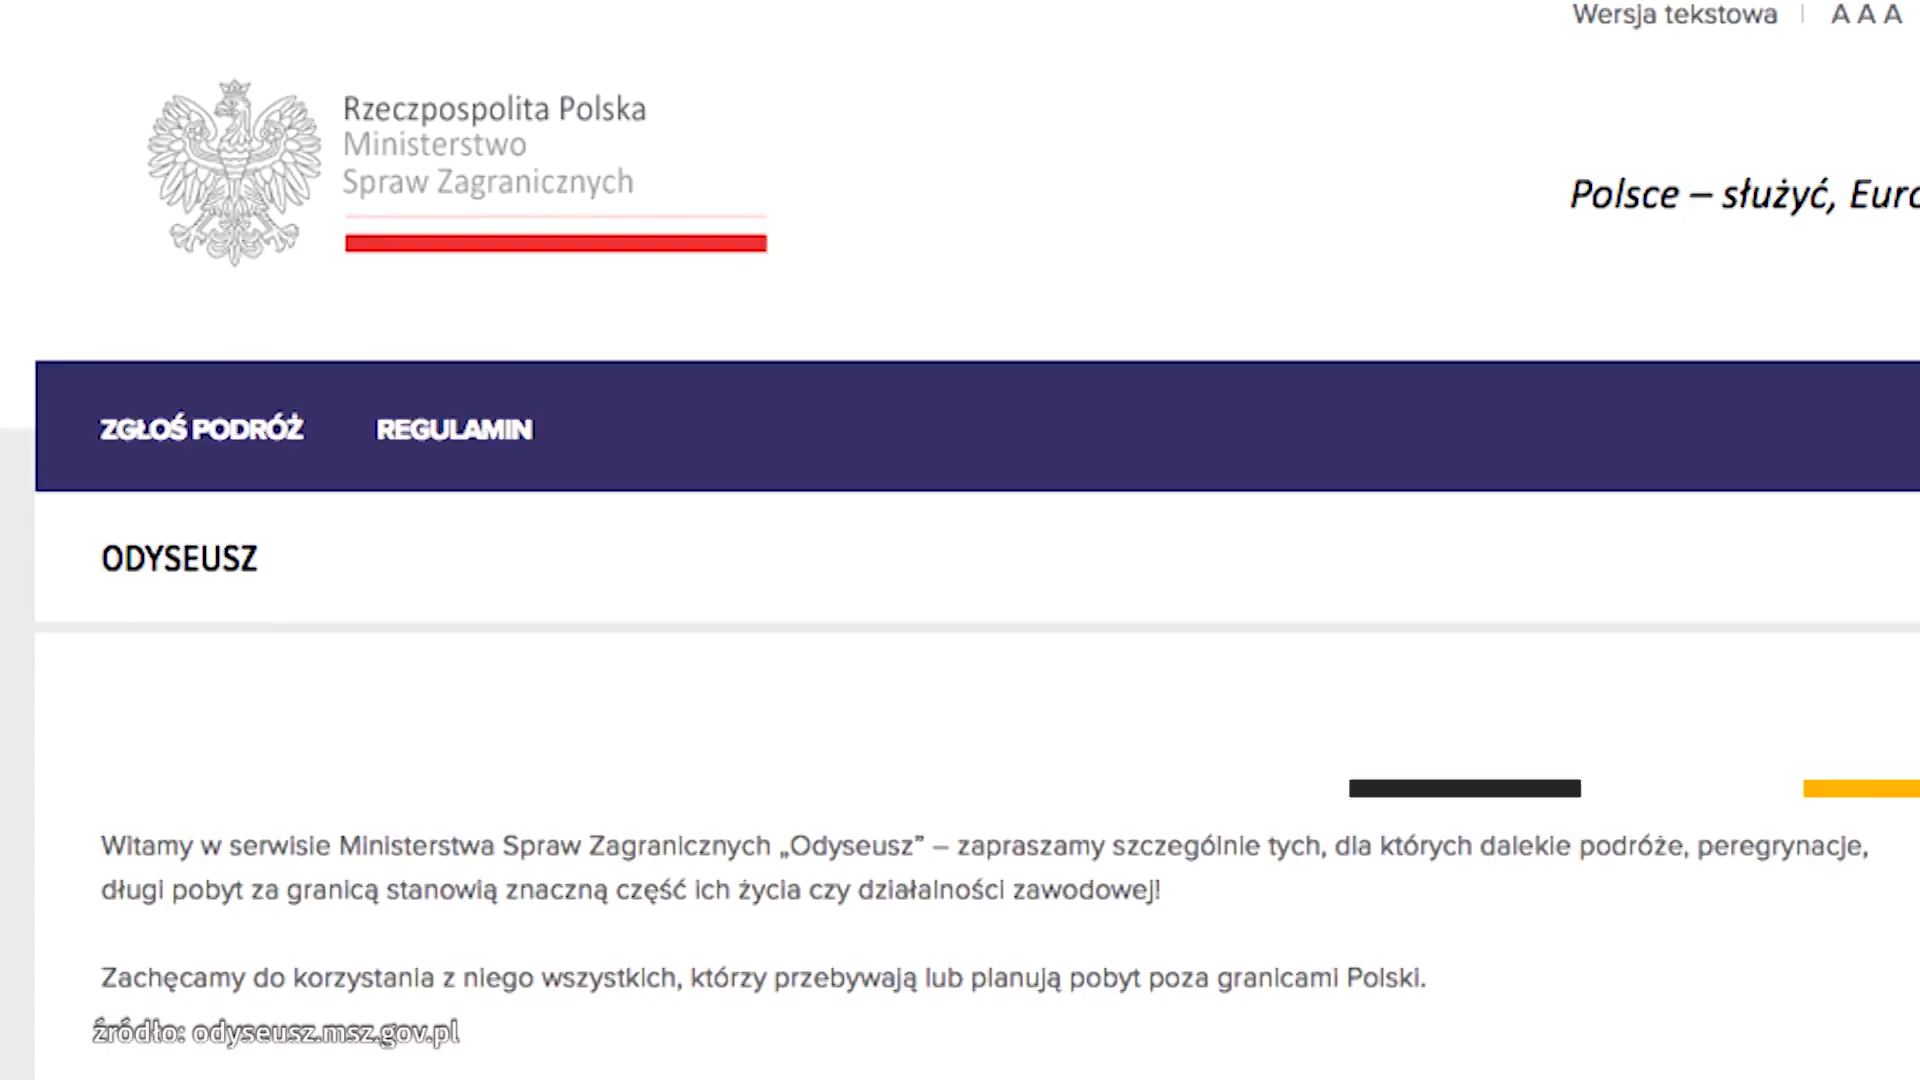 Wersja tekstowa | A A A
Rzeczpospolita Polska
Ministerstwo
Spraw Zagranicznych
Polsce – służyć,
ZGŁOŚ PODRÓŻ REGULAMIN
ODYSEUSZ
Witamy w serwisie Ministerstwa Spraw Zagranicznych „Odyseusz” – zapraszamy szczególnie tych, dla których dalekie podróże, peregrynacje,
długi pobyt za granicą stanowią znaczną część ich życia czy działalności zawodowej!
Zachęcamy do korzystania z niego wszystkich, którzy przebywają lub planują pobyt poza granicami Polski.
źródło: odyseusz.msz.gov.pl